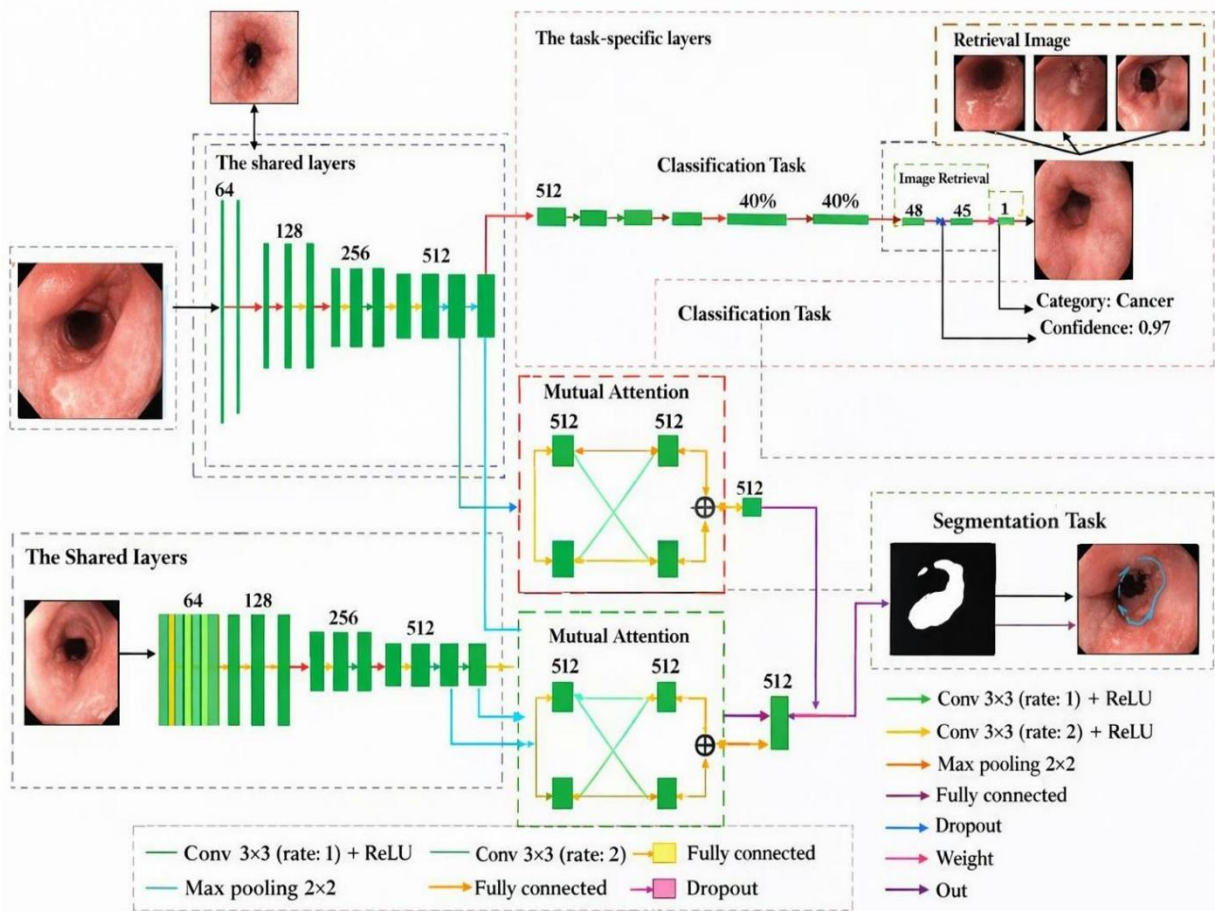 The task-specific layers
Retrieval Image
The shared layers
64
128
256
512
Classification Task
512
40%
40%
Image Retrieval
48
45
1
Category: Cancer
Confidence: 0.97
Classification Task
Mutual Attention
512
512
512
Segmentation Task
The Shared layers
64
128
256
512
Mutual Attention
512
512
512
Conv 3×3 (rate: 1) + ReLU
Conv 3×3 (rate: 2) + ReLU
Max pooling 2×2
Fully connected
Dropout
Weight
Out
Conv 3×3 (rate: 1) + ReLU
Conv 3×3 (rate: 2)
Fully connected
Max pooling 2×2
Fully connected
Dropout